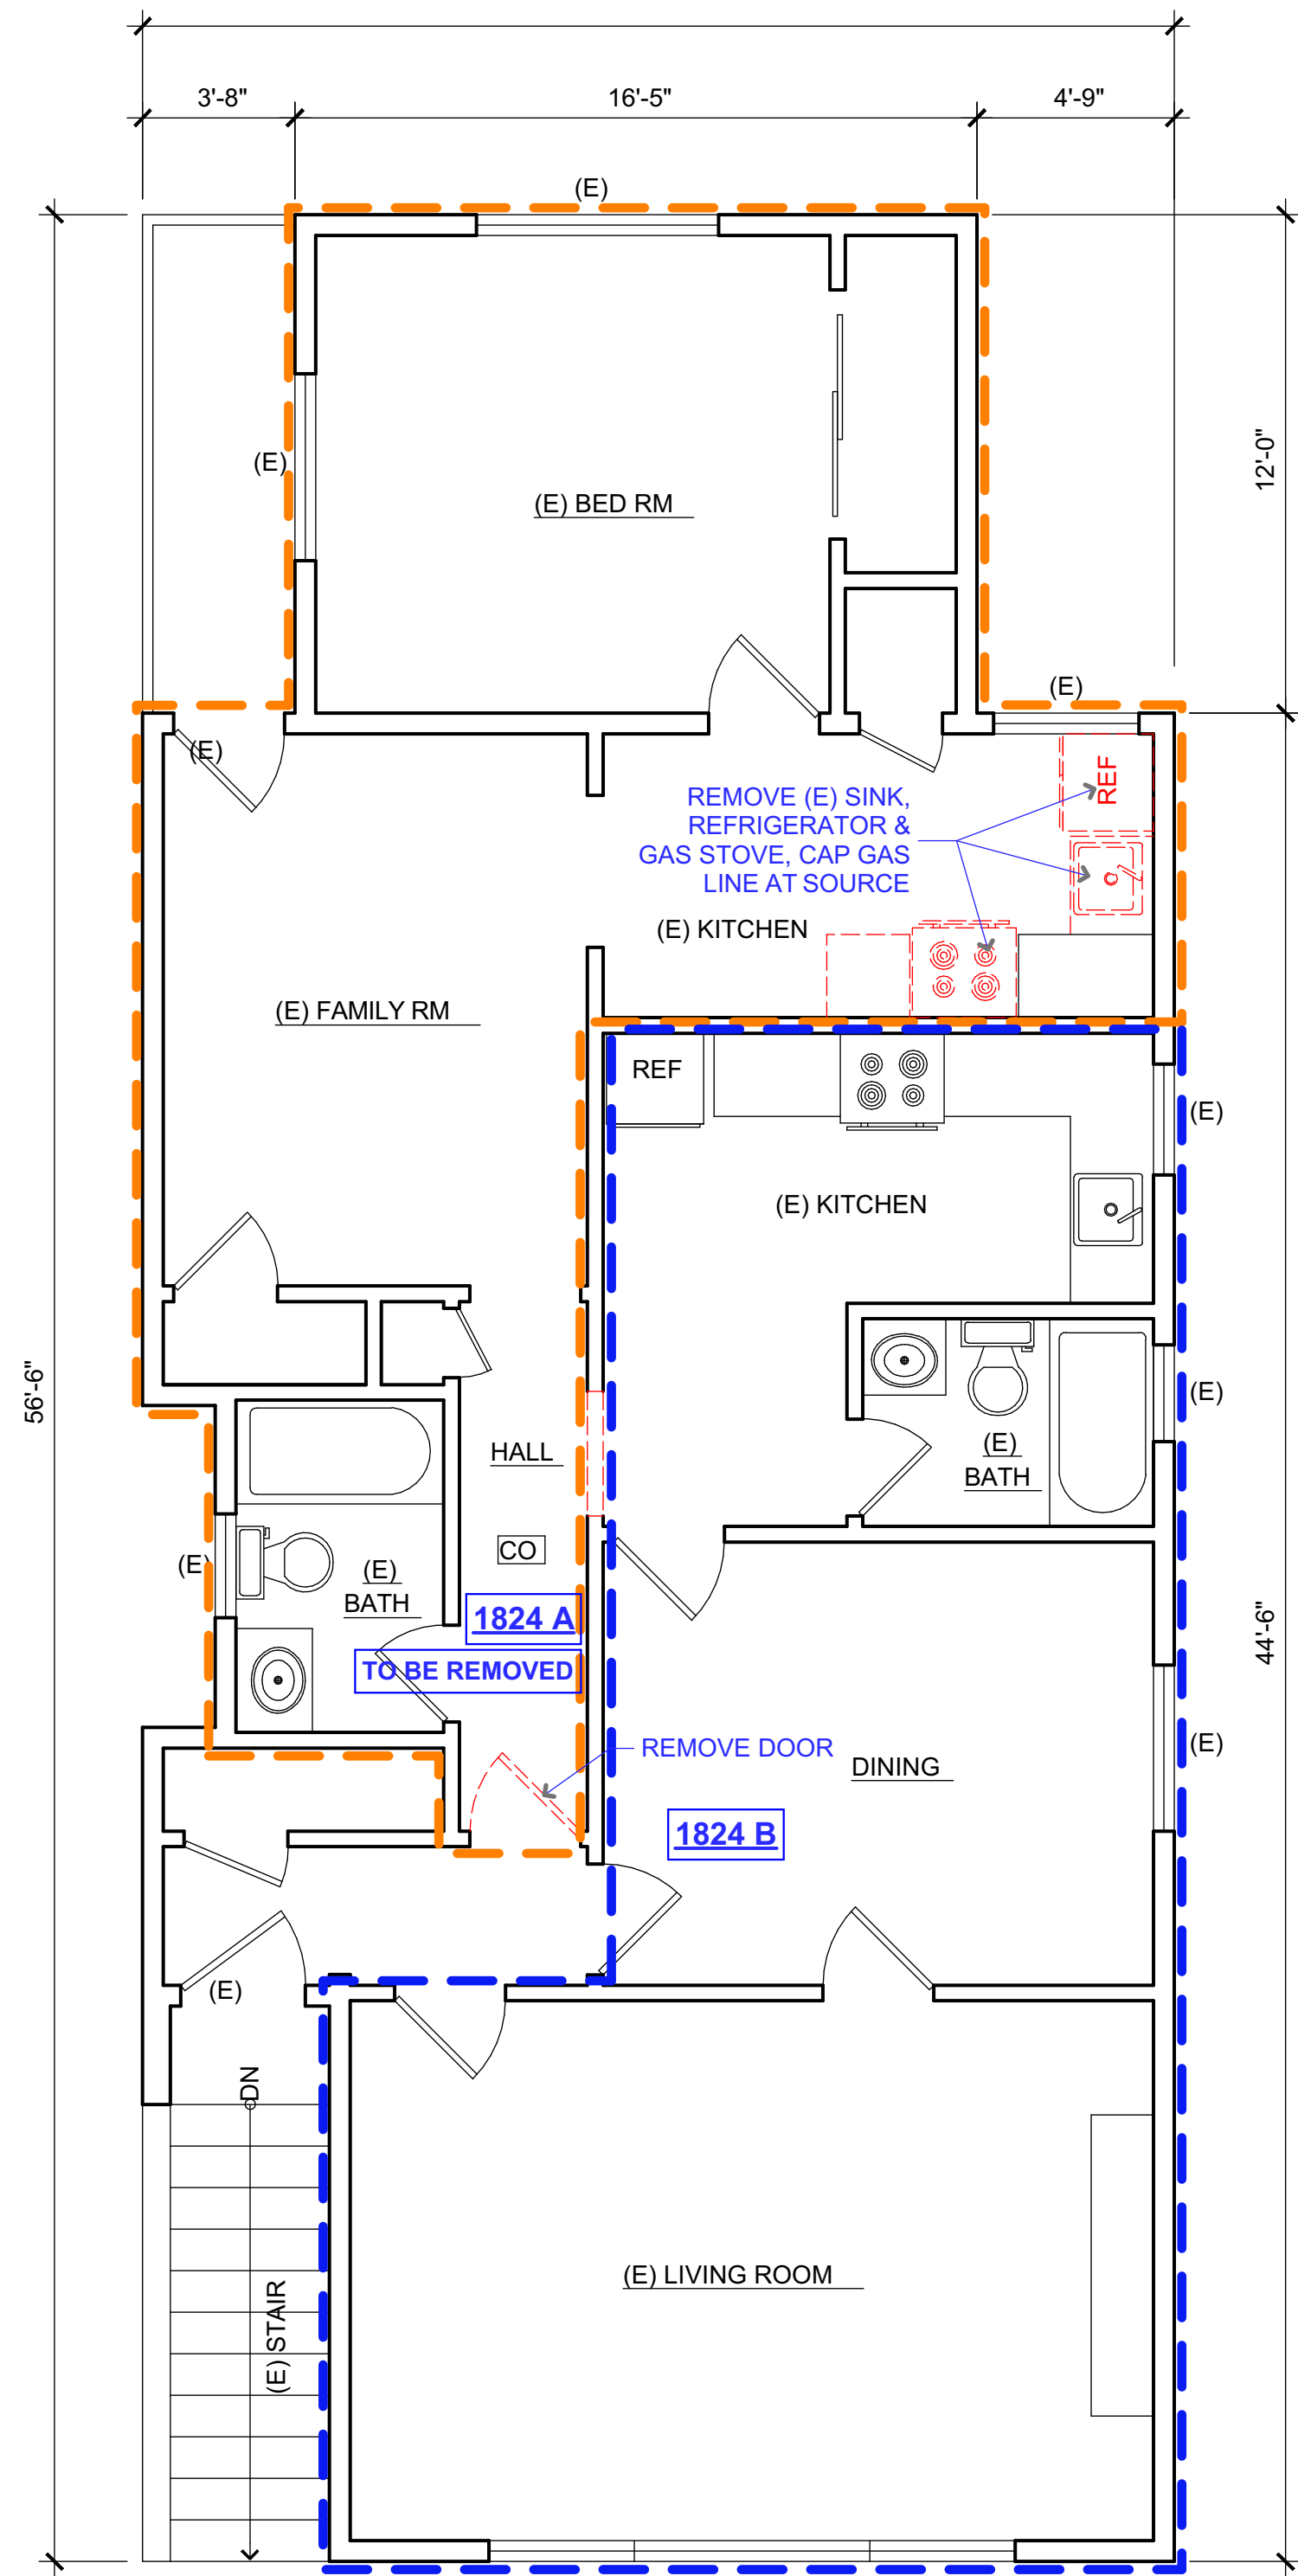 3'-8"
16'-5"
4'-9"
(E)
(E)
12'-0"
(E) BED RM
(E)
(E)
REF
REMOVE (E) SINK,
REFRIGERATOR &
GAS STOVE, CAP GAS
LINE AT SOURCE
(E) KITCHEN
(E) FAMILY RM
REF
(E)
(E) KITCHEN
56'-6"
(E)
(E)
BATH
HALL
CO
(E)
(E)
BATH
1824 A
TO BE REMOVED
44'-6"
REMOVE DOOR
(E)
DINING
1824 B
(E)
DN
(E) STAIR
(E) LIVING ROOM